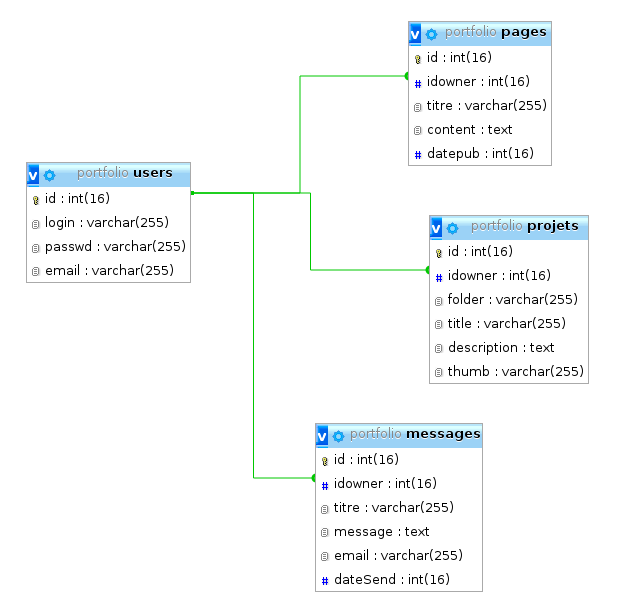 v portfolio users
id : int(16)
login : varchar(255)
passwd : varchar(255)
email : varchar(255)
v portfolio pages
id : int(16)
# idowner : int(16)
titre : varchar(255)
content : text
# datepub : int(16)
v portfolio projets
id : int(16)
# idowner : int(16)
folder : varchar(255)
title : varchar(255)
description : text
thumb : varchar(255)
v portfolio messages
id : int(16)
# idowner : int(16)
titre : varchar(255)
message : text
email : varchar(255)
# dateSend : int(16)